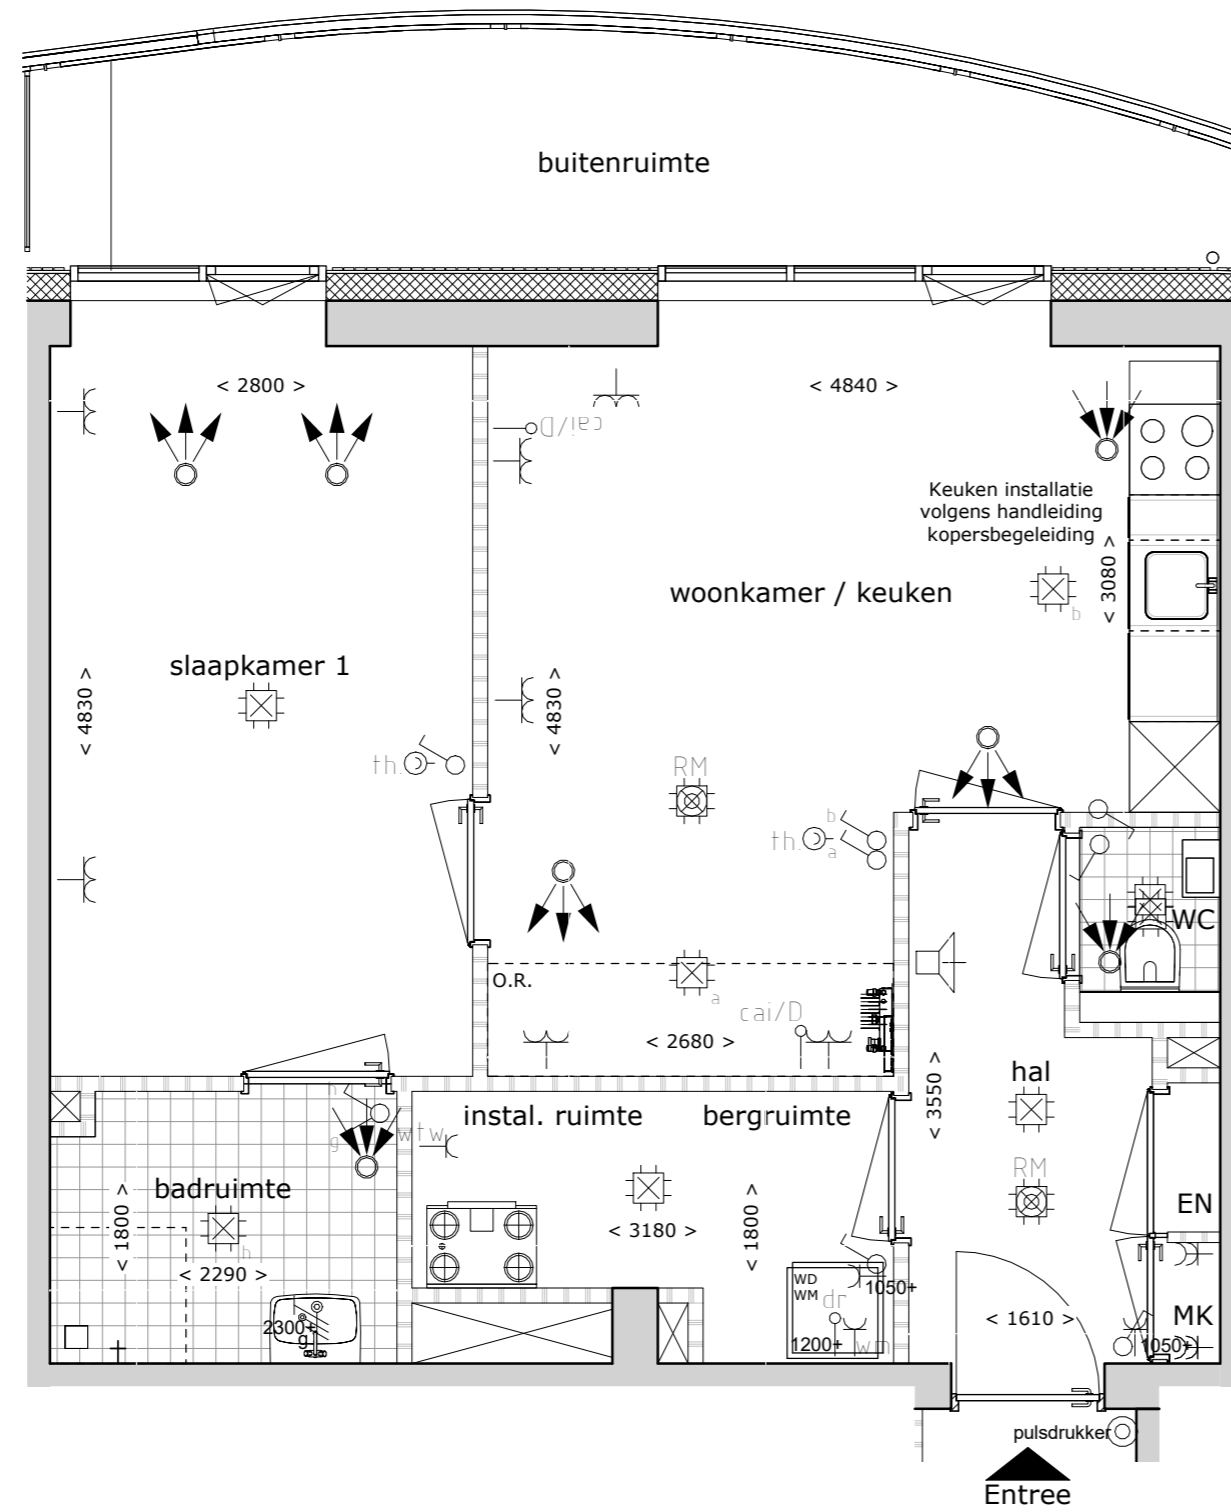 buitenruimte
< 2800 >
< 4840 >
cai/D
Keuken installatie
volgens handleiding
kopersbegeleiding
< 3080 >
woonkamer / keuken
b
slaapkamer 1
< 4830 >
< 4830 >
th.
RM
b
th.
a
WC
O.R.
a
cai/D
< 2680 >
hal
< 3550 >
h
g
wtw
instal. ruimte
bergruimte
RM
badruimte
h
< 1800 >
< 2290 >
< 3180 >
< 1800 >
EN
WD
WM
dr
1050+
2300+
g
1200+
wm
< 1610 >
MK
1050+
pulsdrukker
Entree